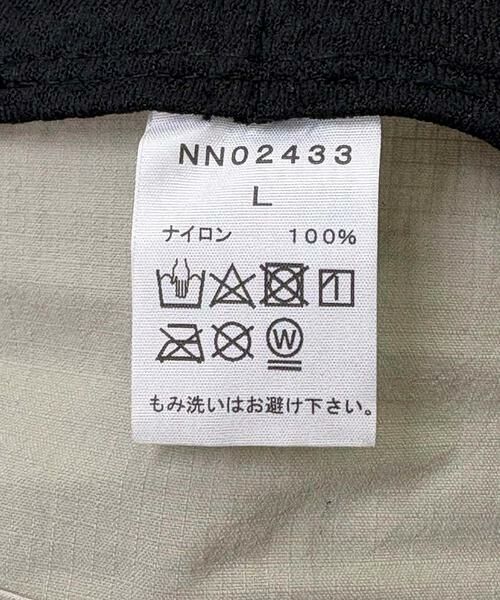 NN02433
L
ナイロン 100%
W
もみ洗いはお避け下さい。